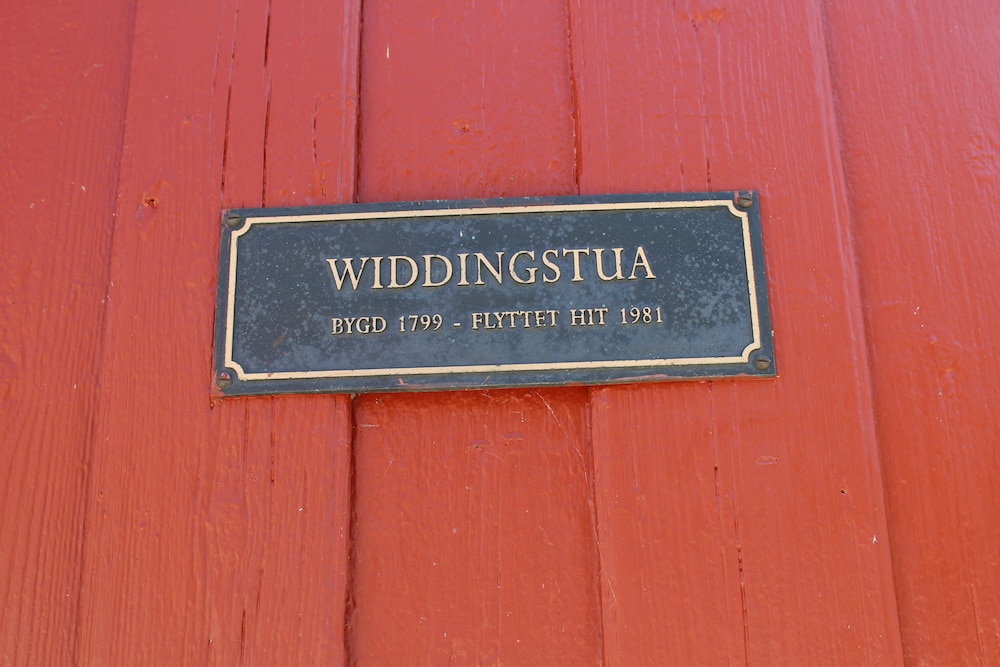 WIDDINGSTUA
BYGD 1799 - FLYTTET HIT 1981